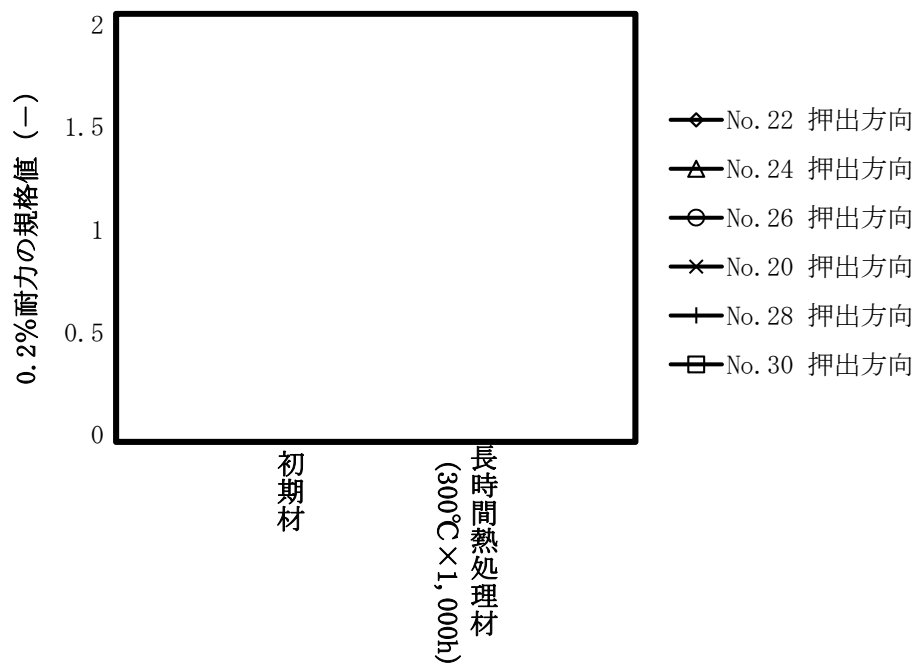 0.2%耐力の規格値 (－)
2
1.5
1
0.5
0
初期材
長時間熱処理材
(300℃×1,000h)
No.22 押出方向
No.24 押出方向
No.26 押出方向
No.20 押出方向
No.28 押出方向
No.30 押出方向